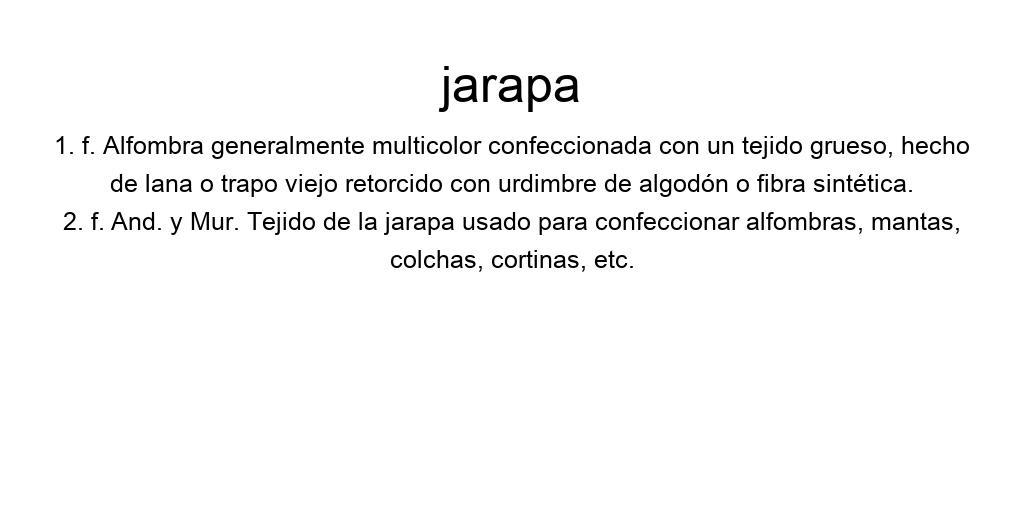 jarapa
1. f. Alfombra generalmente multicolor confeccionada con un tejido grueso, hecho
de lana o trapo viejo retorcido con urdimbre de algodón o fibra sintética.
2. f. And. y Mur. Tejido de la jarapa usado para confeccionar alfombras, mantas,
colchas, cortinas, etc.